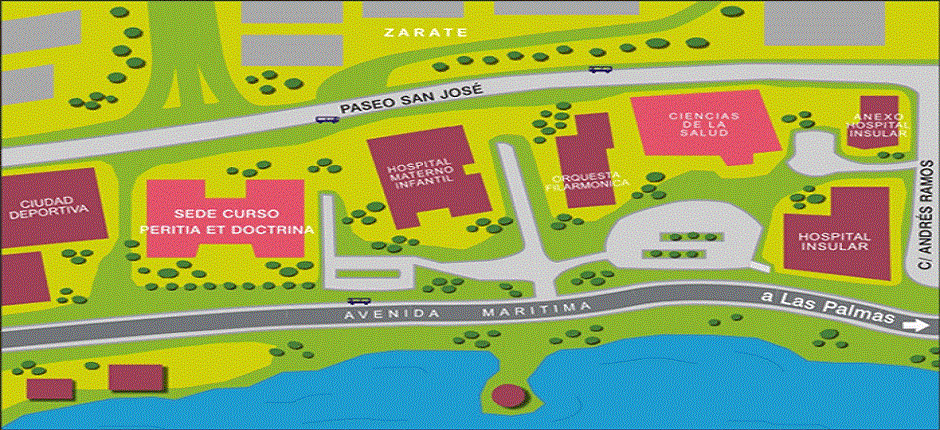 ZARATE
PASEO SAN JOSÉ
CIENCIAS
DE LA
SALUD
ANEXO
HOSPITAL
INSULAR
HOSPITAL
MATERNO
INFANTIL
ORQUESTA
FILARMONICA
CIUDAD
DEPORTIVA
SEDE CURSO
PERITIA ET DOCTRINA
HOSPITAL
INSULAR
C/ ANDRÉS RAMOS
AVENIDA MARITIMA
a Las Palmas